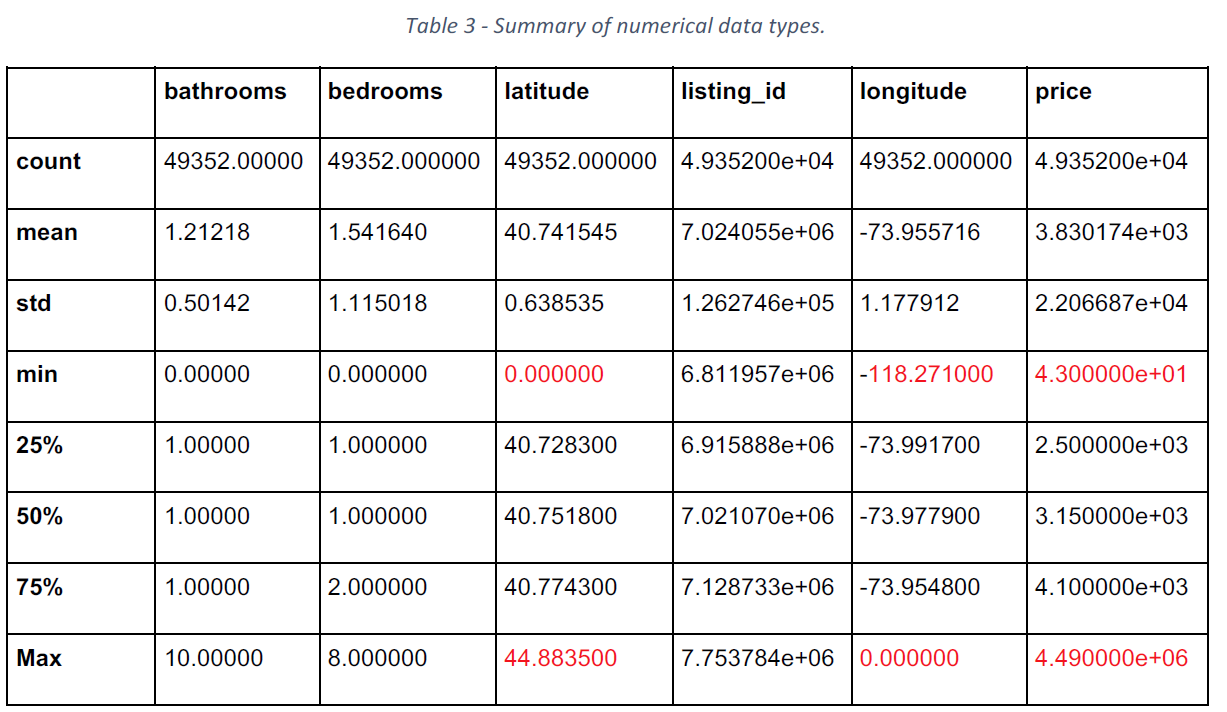 Table 3 - Summary of numerical data types.
bathrooms bedrooms latitude listing_id longitude price
count 49352.00000 49352.000000 49352.000000 4.935200e+04 49352.000000 4.935200e+04
mean 1.21218 1.541640 40.741545 7.024055e+06 -73.955716 3.830174e+03
std 0.50142 1.115018 0.638535 1.262746e+05 1.177912 2.206687e+04
min 0.00000 0.000000 0.000000 6.811957e+06 -118.271000 4.300000e+01
25% 1.00000 1.000000 40.728300 6.915888e+06 -73.991700 2.500000e+03
50% 1.00000 1.000000 40.751800 7.021070e+06 -73.977900 3.150000e+03
75% 1.00000 2.000000 40.774300 7.128733e+06 -73.954800 4.100000e+03
Max 10.00000 8.000000 44.883500 7.753784e+06 0.000000 4.490000e+06